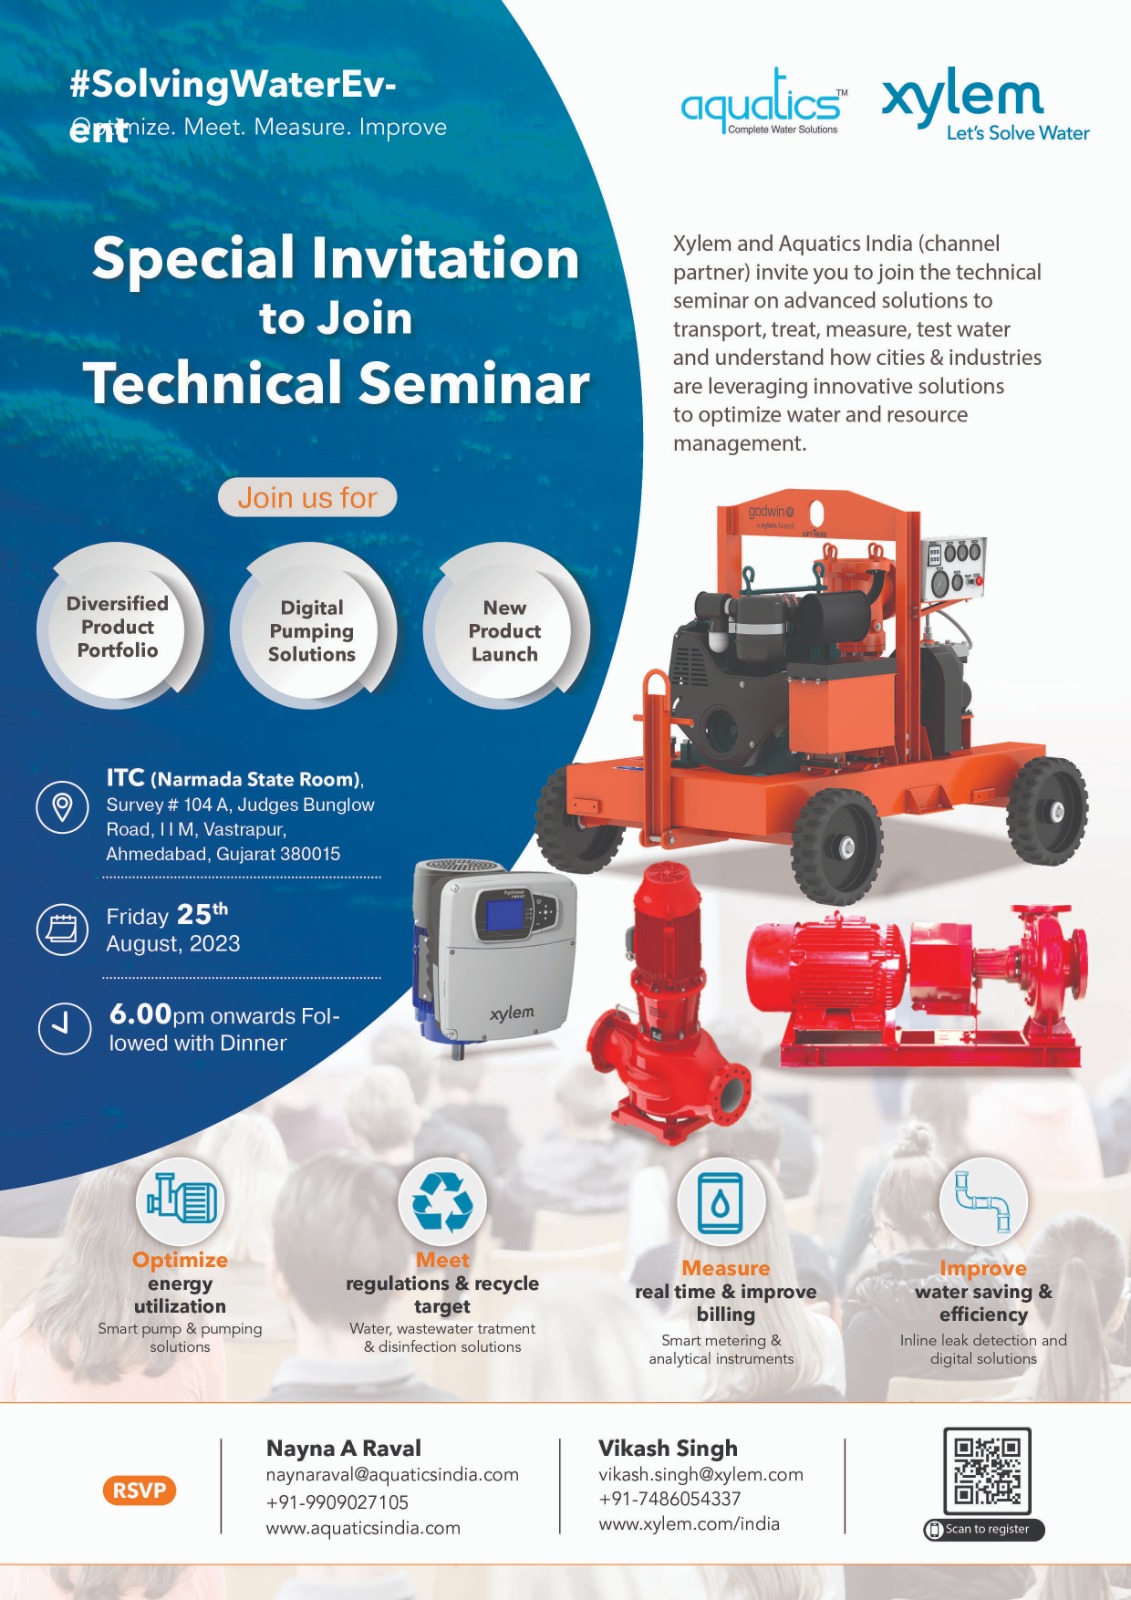 #SolvingWaterEv-
ent
Optimize. Meet. Measure. Improve
aquatics™
Complete Water Solutions
xylem
Let's Solve Water
Special Invitation
to Join
Technical Seminar
Xylem and Aquatics India (channel
partner) invite you to join the technical
seminar on advanced solutions to
transport, treat, measure, test water
and understand how cities & industries
are leveraging innovative solutions
to optimize water and resource
management.
Join us for
Diversified
Product
Portfolio
Digital
Pumping
Solutions
New
Product
Launch
godwin
a xylem brand
LIFT HERE
ITC (Narmada State Room),
Survey # 104 A, Judges Bunglow
Road, I I M, Vastrapur,
Ahmedabad, Gujarat 380015
Friday 25th
August, 2023
6.00pm onwards Fol-
lowed with Dinner
xylem
Optimize
energy
utilization
Smart pump & pumping
solutions
Meet
regulations & recycle
target
Water, wastewater tratment
& disinfection solutions
Measure
real time & improve
billing
Smart metering &
analytical instruments
Improve
water saving &
efficiency
Inline leak detection and
digital solutions
RSVP
Nayna A Raval
naynaraval@aquaticsindia.com
+91-9909027105
www.aquaticsindia.com
Vikash Singh
vikash.singh@xylem.com
+91-7486054337
www.xylem.com/india
Scan to register